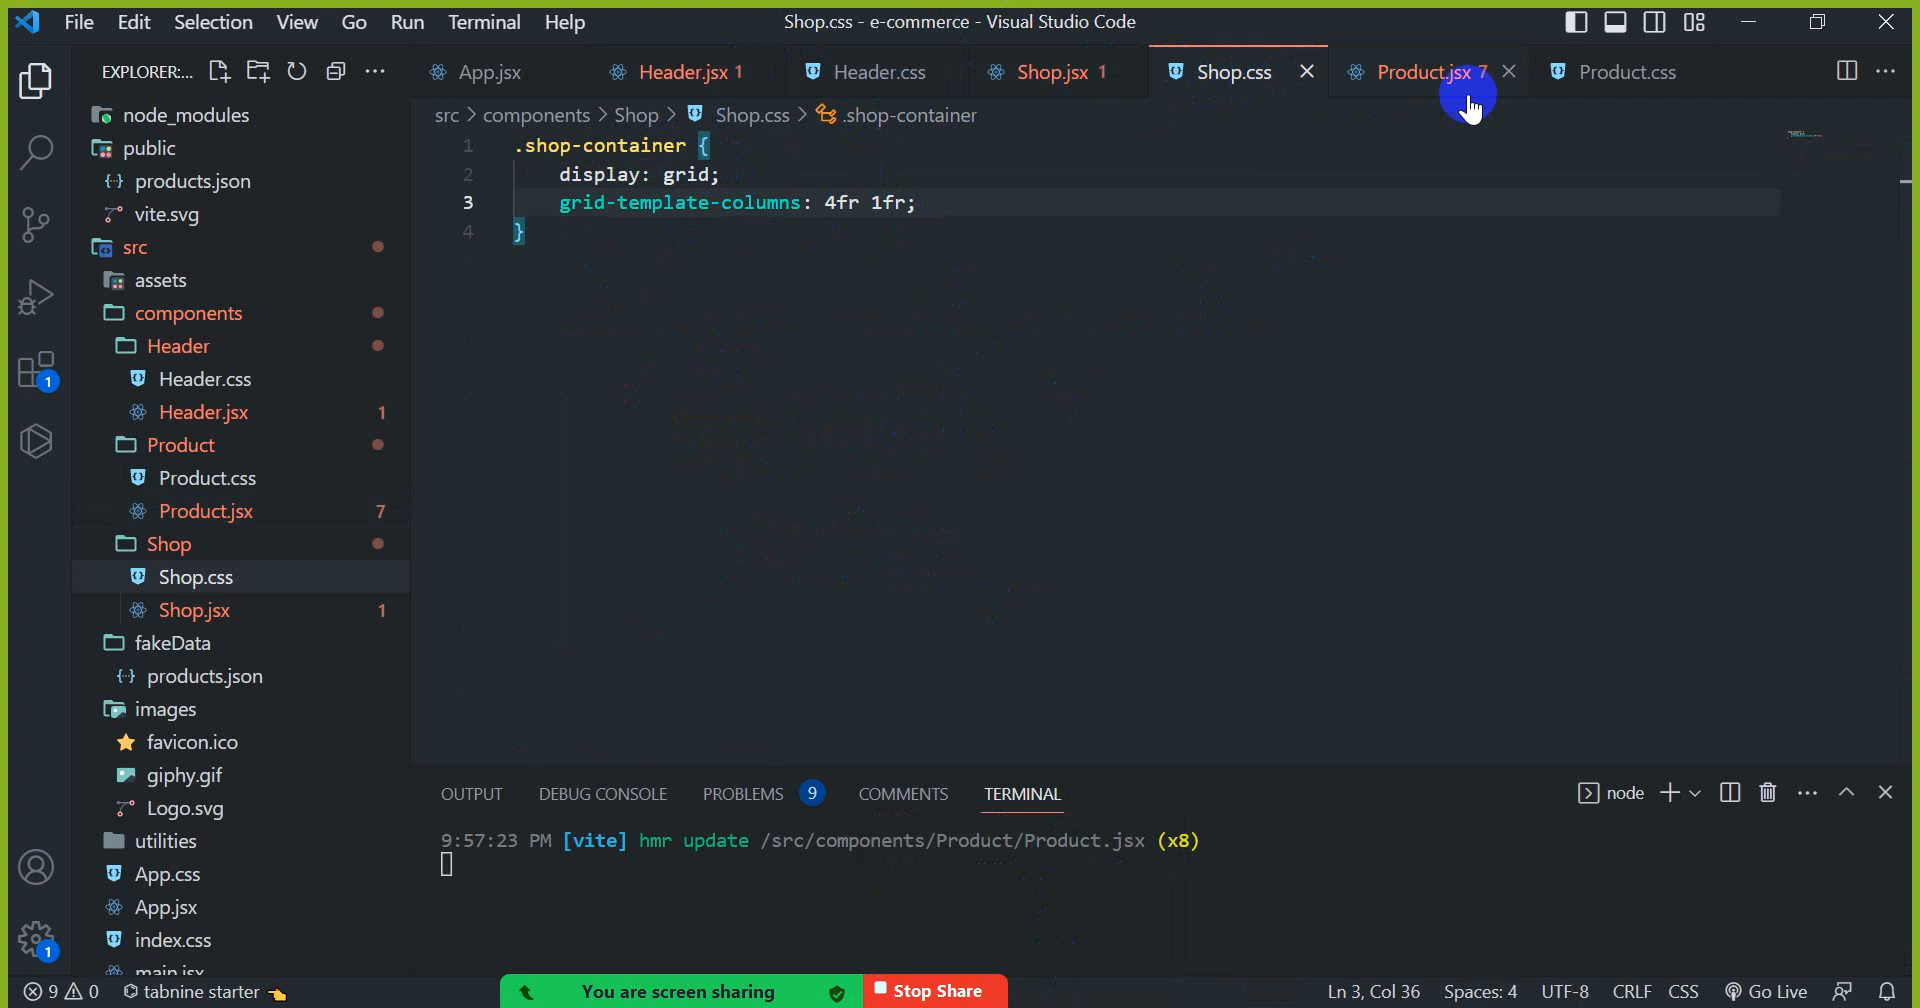 File Edit Selection View Go Run Terminal Help Shop.css - e-commerce - Visual Studio Code
EXPLORER:... App.jsx Header.jsx 1 Header.css Shop.jsx 1 Shop.css Product.jsx 7 Product.css
src > components > Shop > Shop.css > .shop-container
node_modules
public
products.json
vite.svg
src
assets
components
Header
Header.css
Header.jsx 1
Product
Product.css
Product.jsx 7
Shop
Shop.css
Shop.jsx 1
fakeData
products.json
images
favicon.ico
giphy.gif
Logo.svg
utilities
App.css
App.jsx
index.css
main.jsx
1
1
1 .shop-container {
2 display: grid;
3 grid-template-columns: 4fr 1fr;
4 }
OUTPUT DEBUG CONSOLE PROBLEMS 9 COMMENTS TERMINAL node
9:57:23 PM [vite] hmr update /src/components/Product/Product.jsx (x8)
9 0 tabnine starter You are screen sharing Stop Share Ln 3, Col 36 Spaces: 4 UTF-8 CRLF CSS Go Live